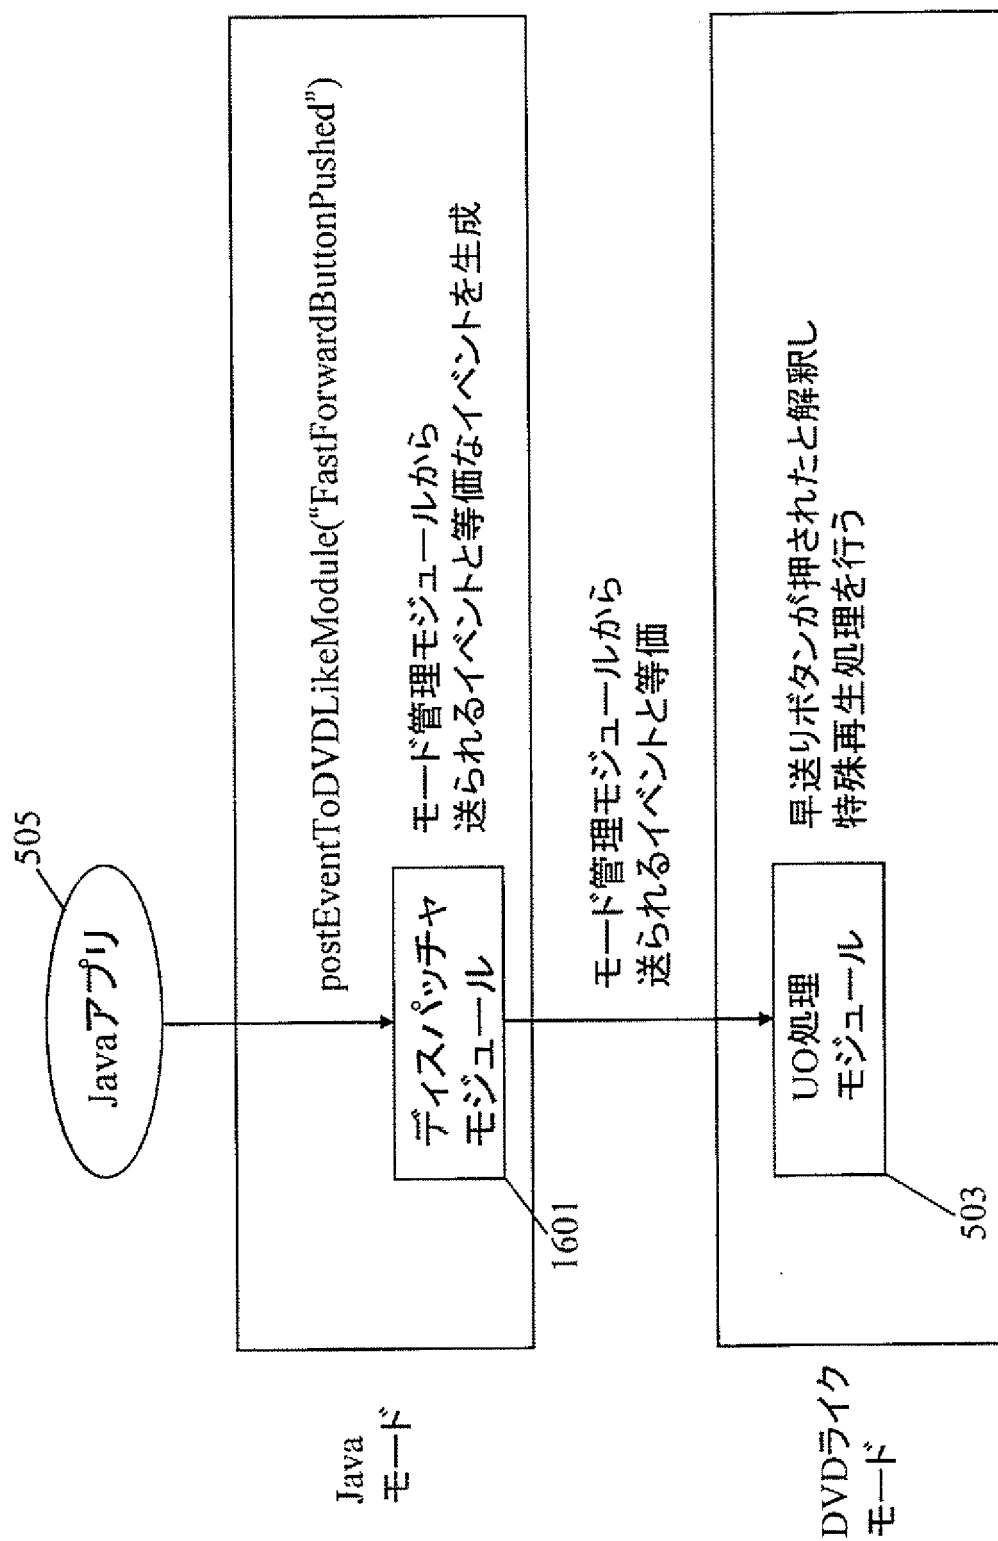 505
Javaアプリ
Java
モード
postEventToDVDLikeModule(“FastForwardButtonPushed”)
モード管理モジュールから
送られるイベントと等価なイベントを生成
ディスパッチャ
モジュール
1601
モード管理モジュールから
送られるイベントと等価
DVDライク
モード
早送りボタンが押されたと解釈し
特殊再生処理を行う
UO処理
モジュール
503